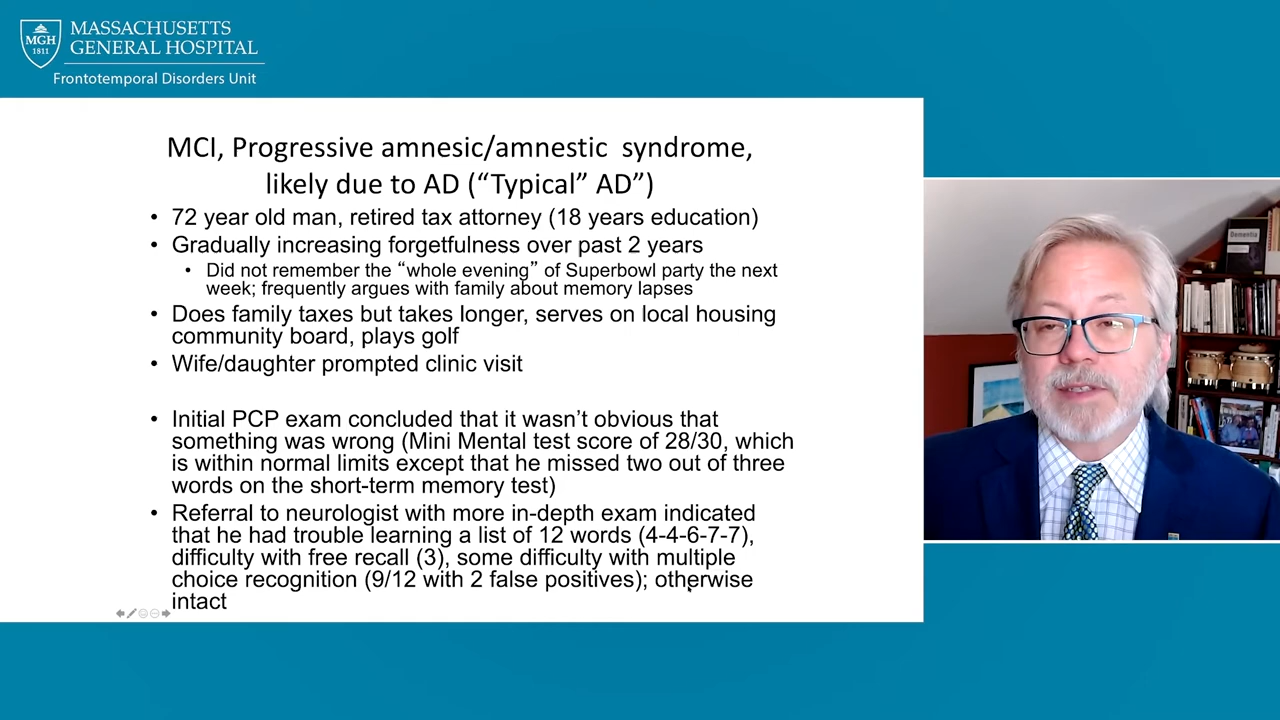 MGH
1811
MASSACHUSETTS
GENERAL HOSPITAL
Frontotemporal Disorders Unit
MCI, Progressive amnesic/amnestic syndrome,
likely due to AD (“Typical” AD”)
• 72 year old man, retired tax attorney (18 years education)
• Gradually increasing forgetfulness over past 2 years
• Did not remember the “whole evening” of Superbowl party the next
week; frequently argues with family about memory lapses
• Does family taxes but takes longer, serves on local housing
community board, plays golf
• Wife/daughter prompted clinic visit
• Initial PCP exam concluded that it wasn’t obvious that
something was wrong (Mini Mental test score of 28/30, which
is within normal limits except that he missed two out of three
words on the short-term memory test)
• Referral to neurologist with more in-depth exam indicated
that he had trouble learning a list of 12 words (4-4-6-7-7),
difficulty with free recall (3), some difficulty with multiple
choice recognition (9/12 with 2 false positives); otherwise
intact
Dementia